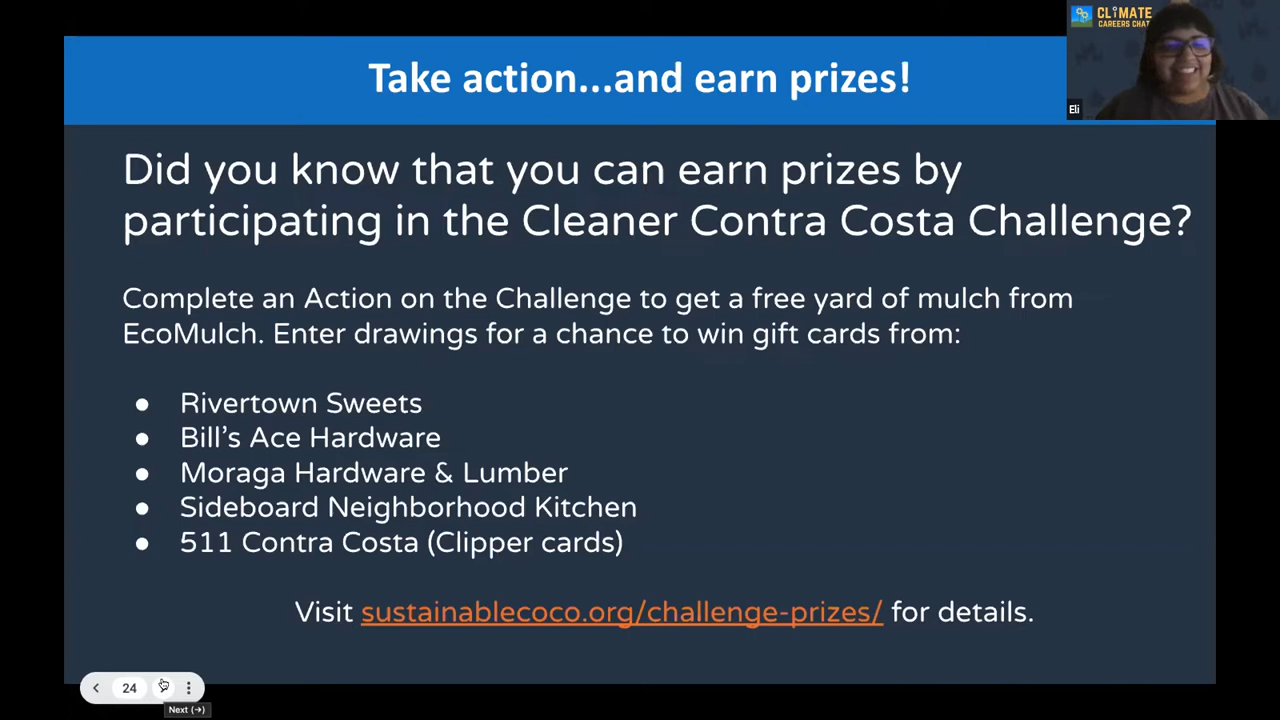 CLiMATE
CAREERS CHAT
Eli
Take action...and earn prizes!
Did you know that you can earn prizes by
participating in the Cleaner Contra Costa Challenge?
Complete an Action on the Challenge to get a free yard of mulch from
EcoMulch. Enter drawings for a chance to win gift cards from:
● Rivertown Sweets
● Bill’s Ace Hardware
● Moraga Hardware & Lumber
● Sideboard Neighborhood Kitchen
● 511 Contra Costa (Clipper cards)
Visit sustainablecoco.org/challenge-prizes/ for details.
24
Next (→)